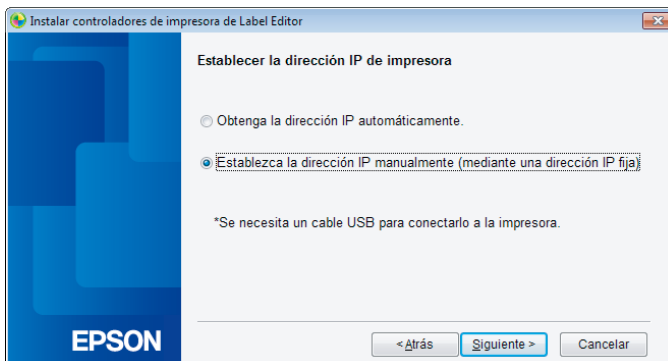 Instalar controladores de impresora de Label Editor
Establecer la dirección IP de impresora
Obtenga la dirección IP automáticamente.
Establezca la dirección IP manualmente (mediante una dirección IP fija)
*Se necesita un cable USB para conectarlo a la impresora.
EPSON
< Atrás
Siguiente >
Cancelar